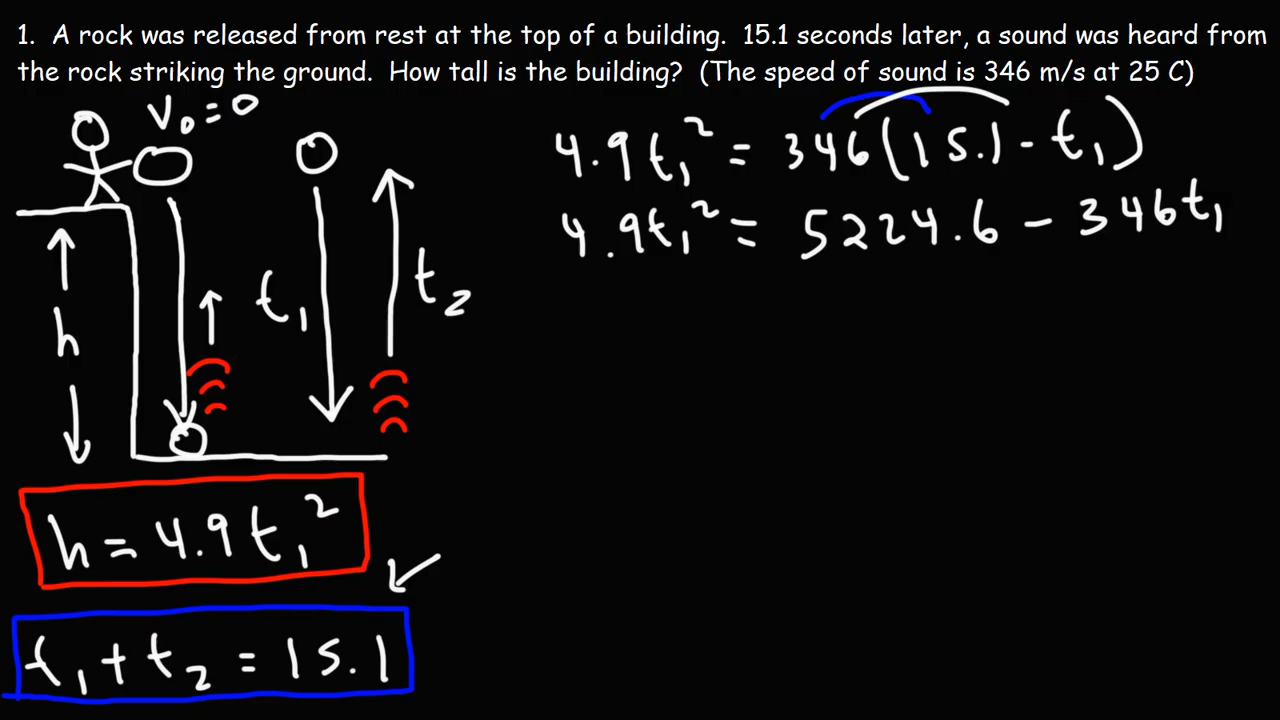 1. A rock was released from rest at the top of a building. 15.1 seconds later, a sound was heard from
the rock striking the ground. How tall is the building? (The speed of sound is 346 m/s at 25 C)
V₀ = 0
h
t₁
t₂
h = 4.9t₁²
t₁ + t₂ = 15.1
4.9t₁² = 346(15.1 - t₁)
4.9t₁² = 5224.6 - 346t₁